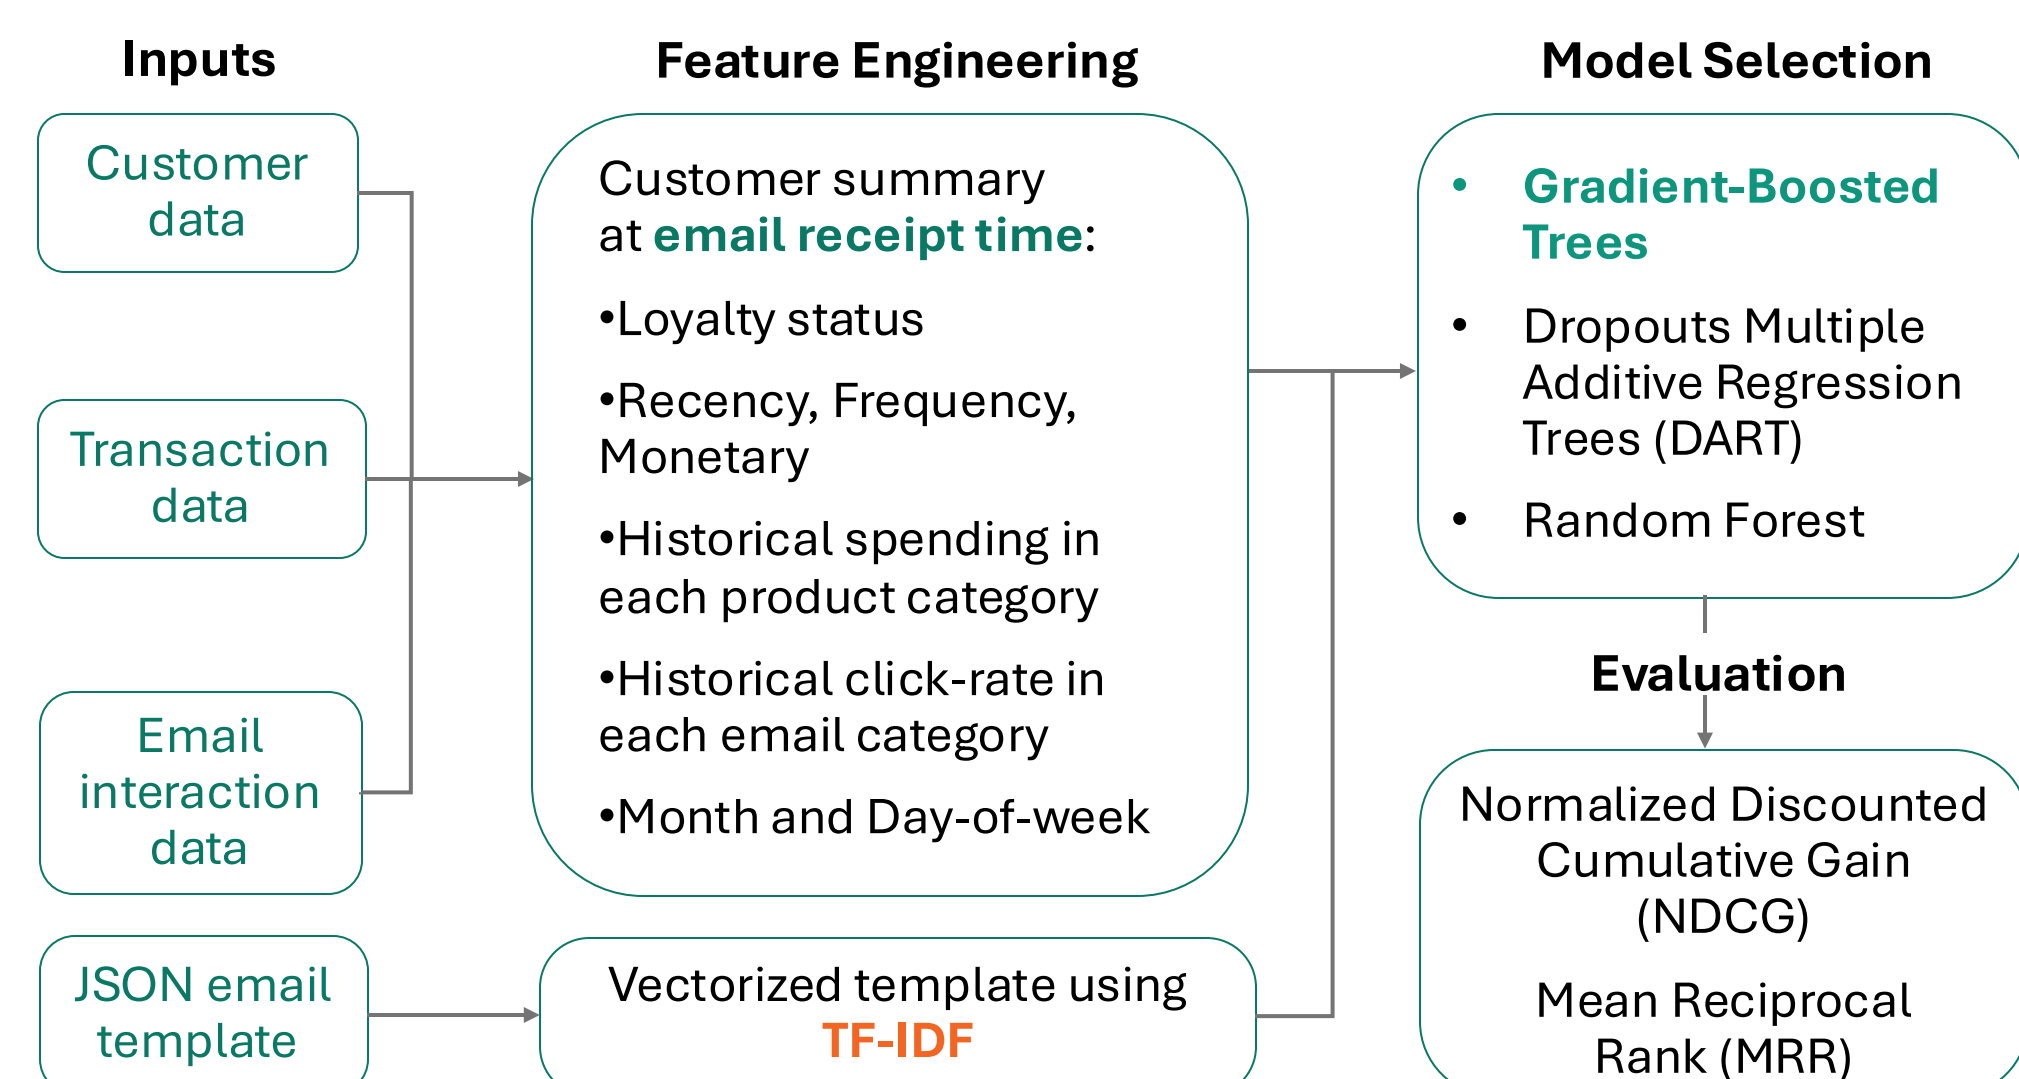 Inputs
Customer
data
Transaction
data
Email
interaction
data
JSON email
template
Feature Engineering
Customer summary
at email receipt time:
•Loyalty status
•Recency, Frequency,
Monetary
•Historical spending in
each product category
•Historical click-rate in
each email category
•Month and Day-of-week
Vectorized template using
TF-IDF
Model Selection
• Gradient-Boosted
Trees
• Dropouts Multiple
Additive Regression
Trees (DART)
• Random Forest
Evaluation
Normalized Discounted
Cumulative Gain
(NDCG)
Mean Reciprocal
Rank (MRR)